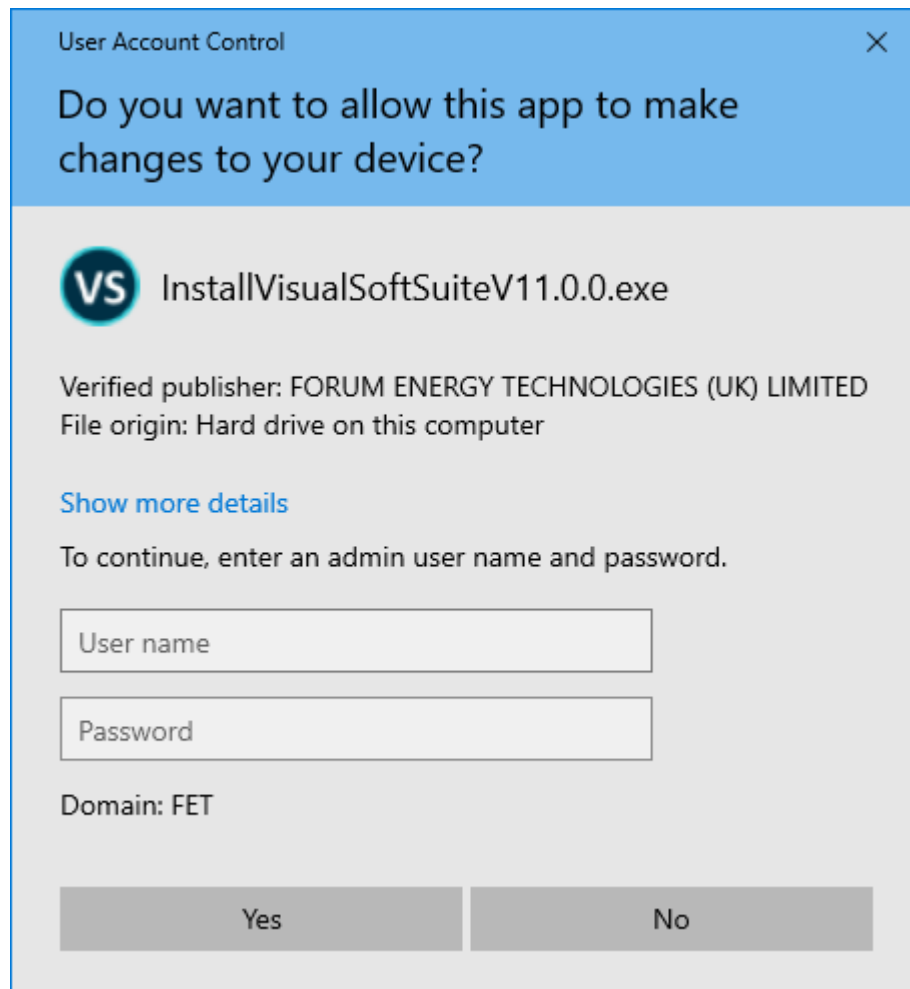 User Account Control
Do you want to allow this app to make
changes to your device?
VS
InstallVisualSoftSuiteV11.0.0.exe
Verified publisher: FORUM ENERGY TECHNOLOGIES (UK) LIMITED
File origin: Hard drive on this computer
Show more details
To continue, enter an admin user name and password.
User name
Password
Domain: FET
Yes
No